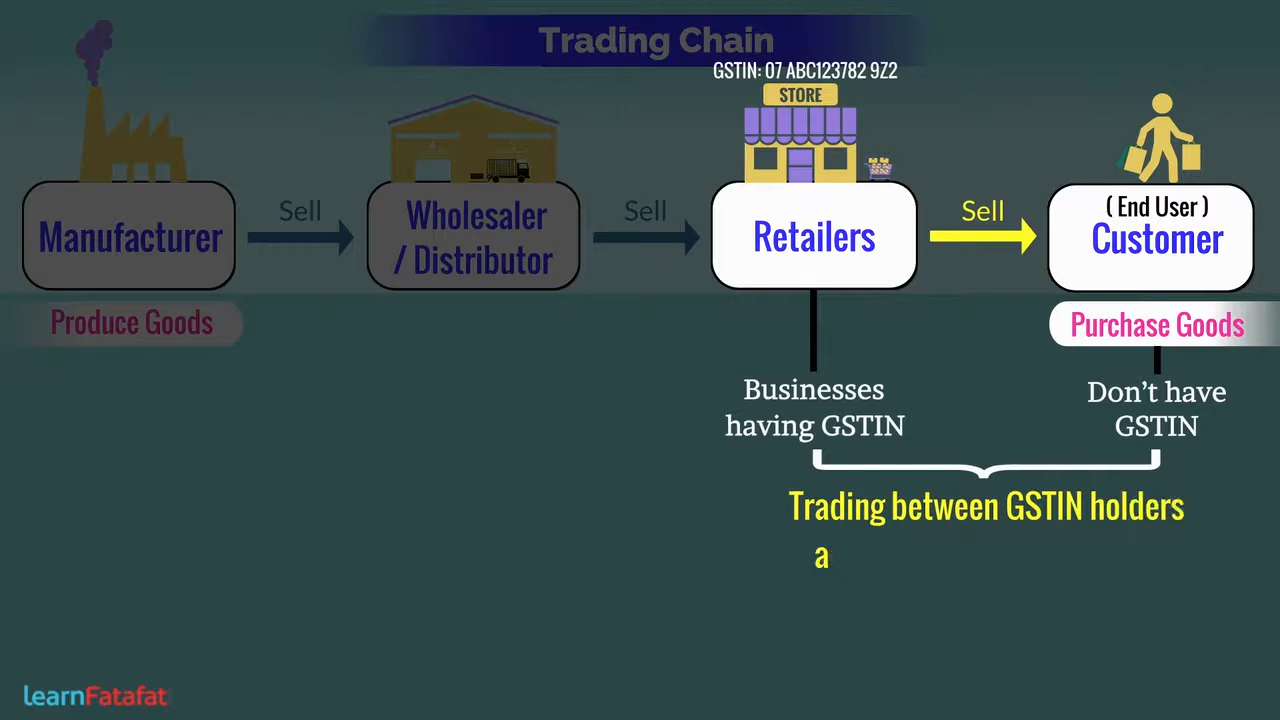 Trading Chain
GSTIN: 07 ABC123782 9Z2
STORE
Sell
Sell
Sell
Manufacturer
Wholesaler
/ Distributor
Retailers
( End User )
Customer
Produce Goods
Purchase Goods
Businesses
having GSTIN
Don’t have
GSTIN
Trading between GSTIN holders
a
learnFatafat